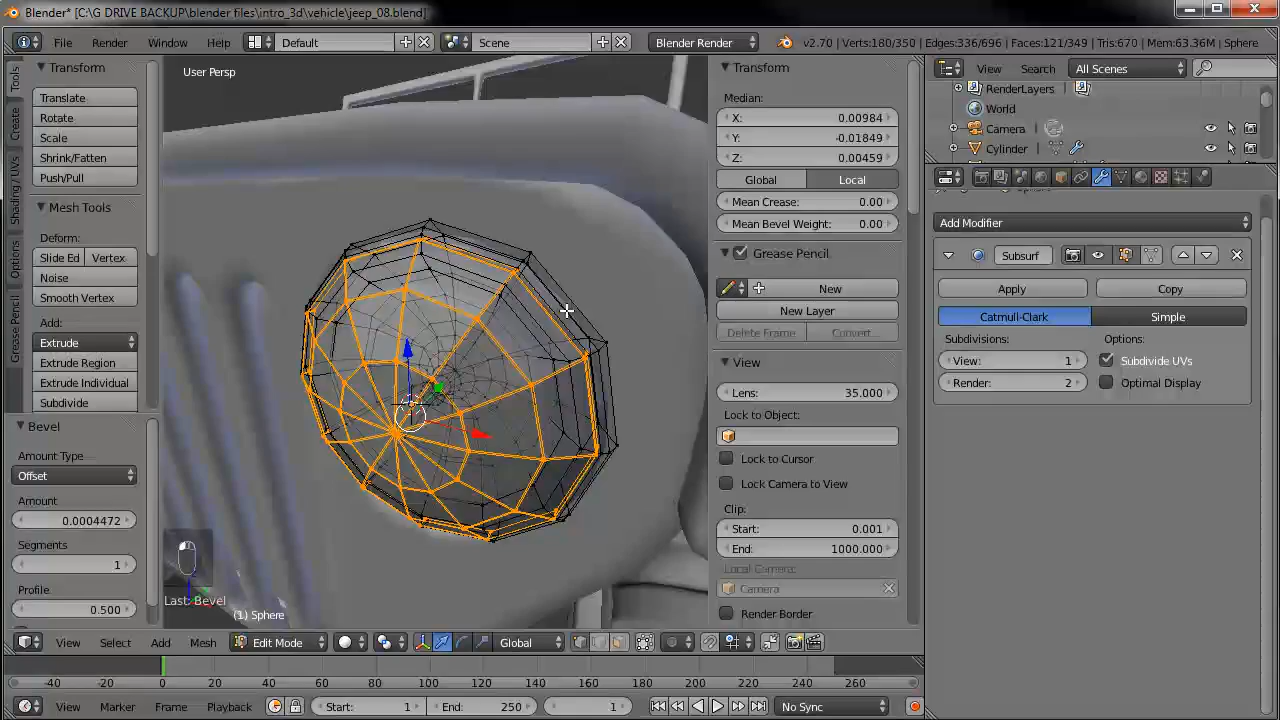 Blender* [C:\G DRIVE BACKUP\blender files\intro_3d\vehicle\jeep_08.blend]
File Render Window Help Default Scene Blender Render v2.70 | Verts:180/350 | Edges:336/696 | Faces:121/349 | Tris:670 | Mem:63.36M | Sphere
Tools
Create
Shading / UVs
Options
Grease Pencil
Transform
Translate
Rotate
Scale
Shrink/Fatten
Push/Pull
Mesh Tools
Deform:
Slide Ed Vertex
Noise
Smooth Vertex
Add:
Extrude
Extrude Region
Extrude Individual
Subdivide
Bevel
Amount Type
Offset
Amount
0.0004472
Segments
1
Profile
0.500
User Persp
Last: Bevel
(1) Sphere
Transform
Median:
X: 0.00984
Y: -0.01849
Z: 0.00459
Global Local
Mean Crease: 0.00
Mean Bevel Weight: 0.00
Grease Pencil
New
New Layer
Delete Frame Convert...
View
Lens: 35.000
Lock to Object:
Lock to Cursor
Lock Camera to View
Clip:
Start: 0.001
End: 1000.000
Local Camera:
Camera
Render Border
View Search All Scenes
RenderLayers
World
Camera
Cylinder
Add Modifier
Subsurf
Apply Copy
Catmull-Clark Simple
Subdivisions: Options:
View: 1 Subdivide UVs
Render: 2 Optimal Display
View Select Add Mesh Edit Mode Global
-40 -20 0 20 40 60 80 100 120 140 160 180 200 220 240 260
View Marker Frame Playback Start: 1 End: 250 1 No Sync